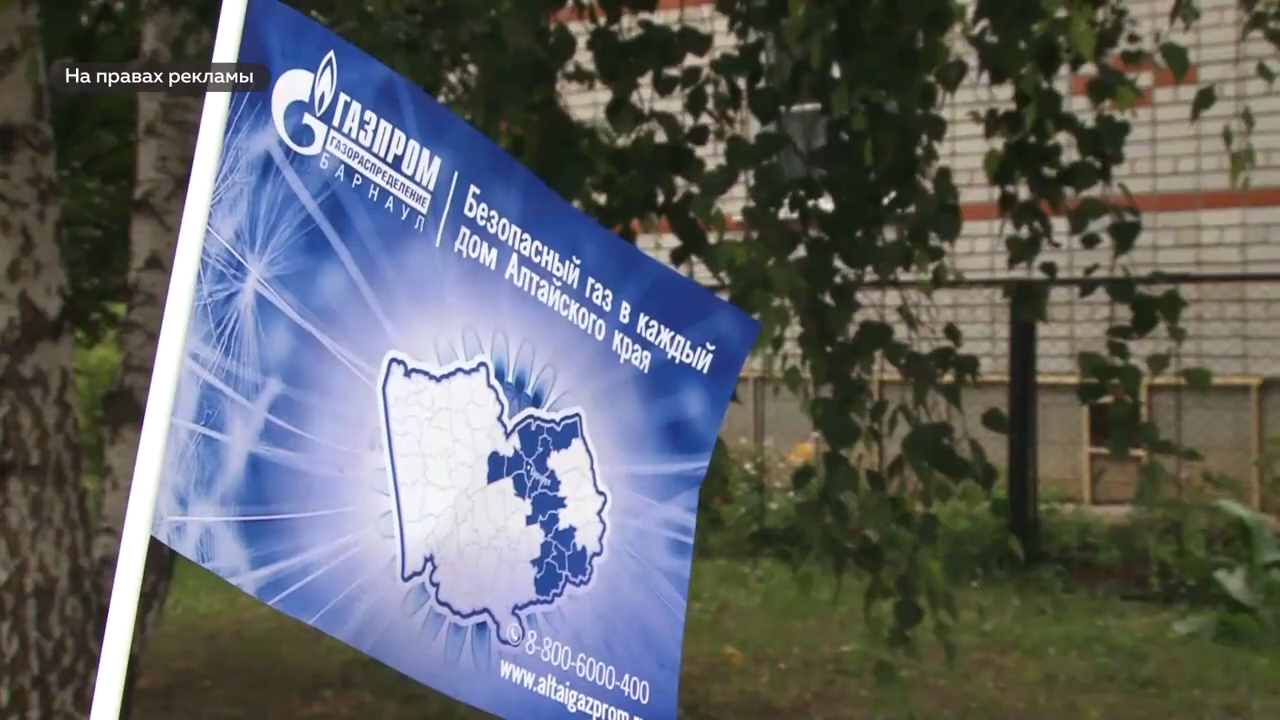 На правах рекламы
ГАЗПРОМ
ГАЗОРАСПРЕДЕЛЕНИЕ
БАРНАУЛ
Безопасный газ в каждый
дом Алтайского края
8-800-6000-400
www.altaigazprom.r